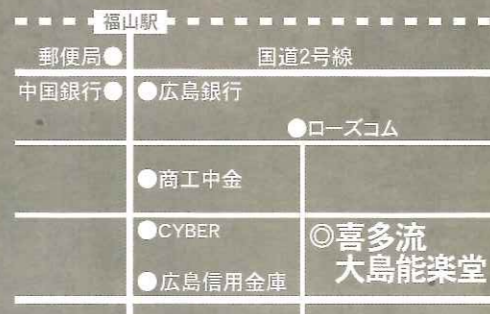 福山駅
郵便局●
国道2号線
中国銀行●
●広島銀行
●ローズコム
●商工中金
●CYBER
◎喜多流
大島能楽堂
●広島信用金庫